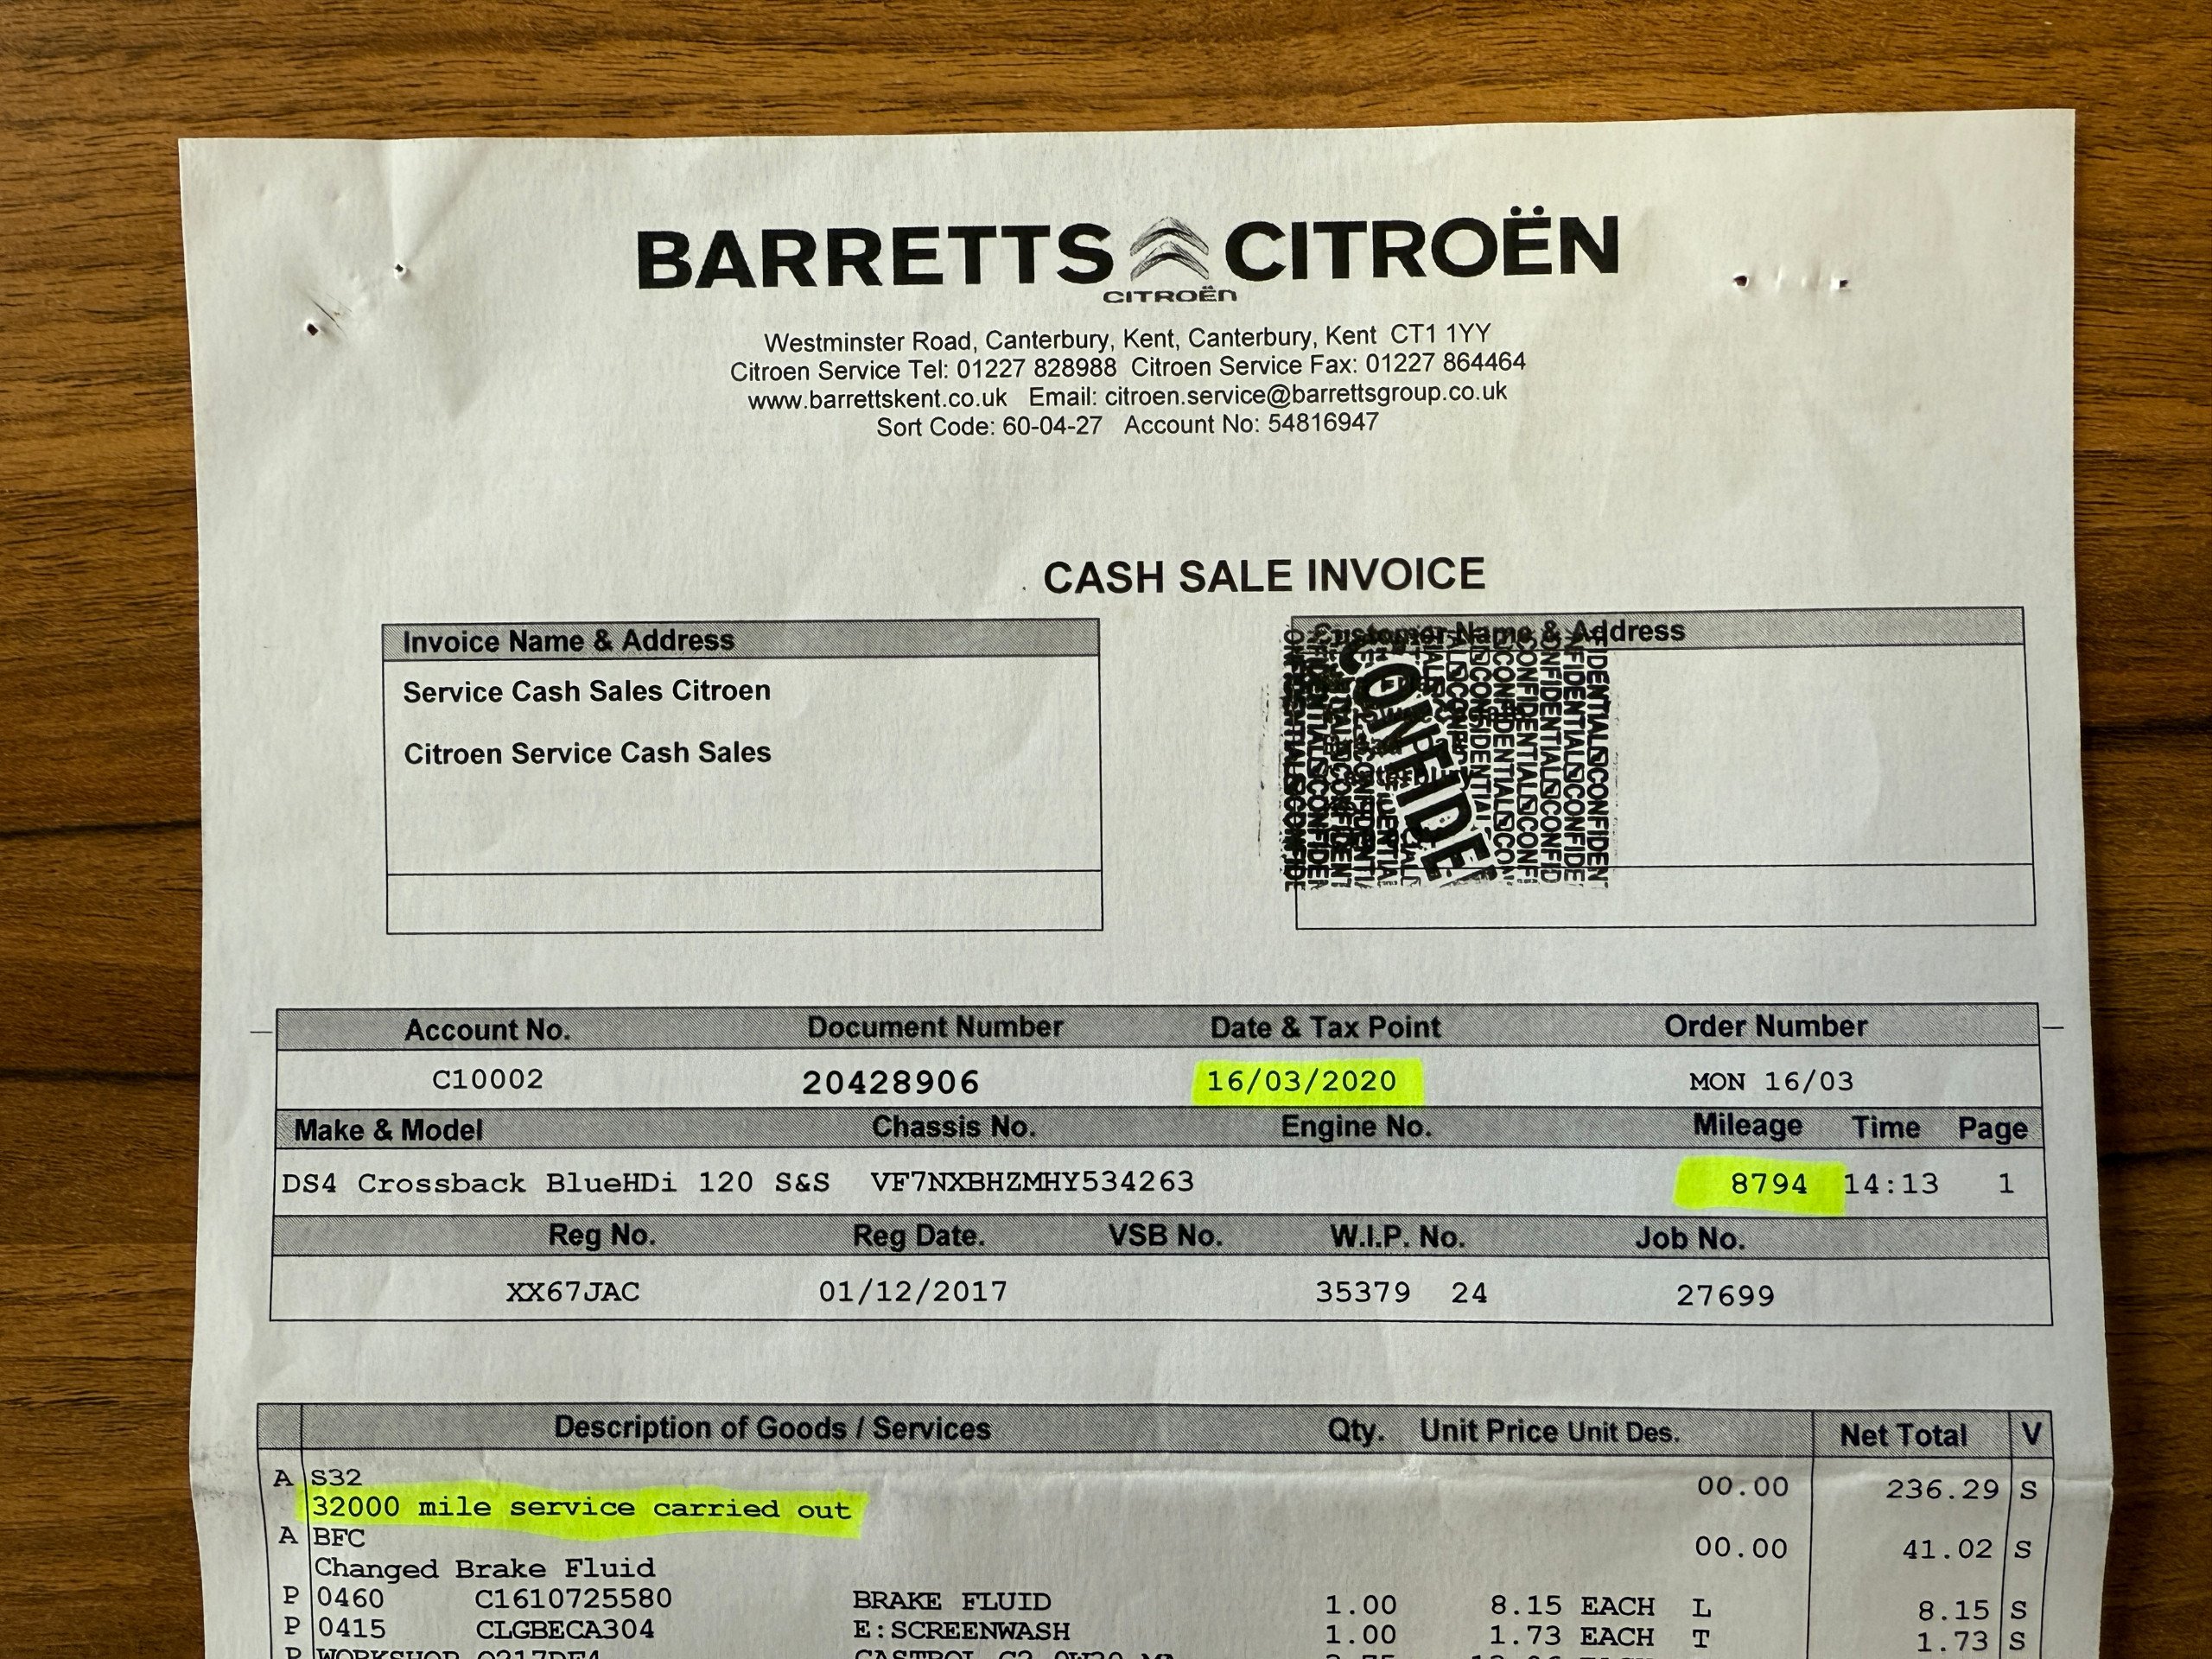 BARRETTS CITROËN
CITROËN
Westminster Road, Canterbury, Kent, Canterbury, Kent CT1 1YY
Citroen Service Tel: 01227 828988 Citroen Service Fax: 01227 864464
www.barrettskent.co.uk Email: citroen.service@barrettsgroup.co.uk
Sort Code: 60-04-27 Account No: 54816947
CASH SALE INVOICE
Invoice Name & Address
Customer Name & Address
Service Cash Sales Citroen
Citroen Service Cash Sales
Account No. Document Number Date & Tax Point Order Number
C10002 20428906 16/03/2020 MON 16/03
Make & Model Chassis No. Engine No. Mileage Time Page
DS4 Crossback BlueHDi 120 S&S VF7NXBHZMHY534263 8794 14:13 1
Reg No. Reg Date. VSB No. W.I.P. No. Job No.
XX67JAC 01/12/2017 35379 24 27699
Description of Goods / Services Qty. Unit Price Unit Des. Net Total V
A S32 00.00 236.29 S
32000 mile service carried out
A BFC 00.00 41.02 S
Changed Brake Fluid
P 0460 C1610725580 BRAKE FLUID 1.00 8.15 EACH L 8.15 S
P 0415 CLGBECA304 E:SCREENWASH 1.00 1.73 EACH T 1.73 S
P WORKSHOP